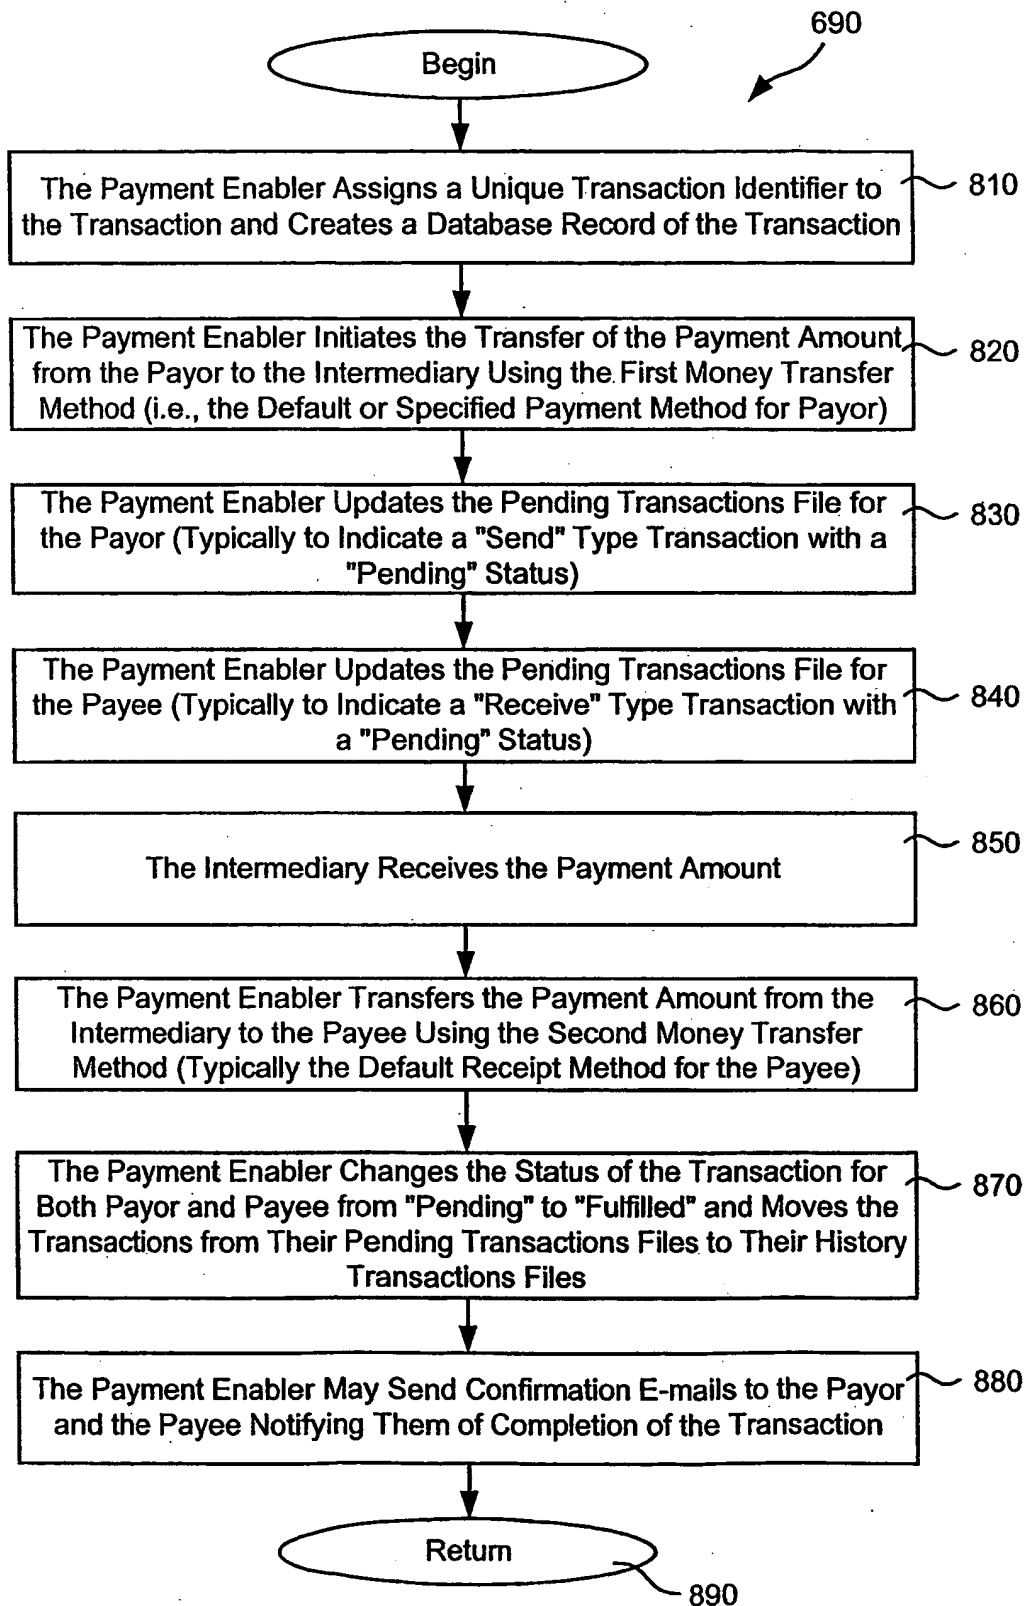 690
Begin
The Payment Enabler Assigns a Unique Transaction Identifier to
the Transaction and Creates a Database Record of the Transaction
810
The Payment Enabler Initiates the Transfer of the Payment Amount
from the Payor to the Intermediary Using the First Money Transfer
Method (i.e., the Default or Specified Payment Method for Payor)
820
The Payment Enabler Updates the Pending Transactions File for
the Payor (Typically to Indicate a "Send" Type Transaction with a
"Pending" Status)
830
The Payment Enabler Updates the Pending Transactions File for
the Payee (Typically to Indicate a "Receive" Type Transaction with
a "Pending" Status)
840
The Intermediary Receives the Payment Amount
850
The Payment Enabler Transfers the Payment Amount from the
Intermediary to the Payee Using the Second Money Transfer
Method (Typically the Default Receipt Method for the Payee)
860
The Payment Enabler Changes the Status of the Transaction for
Both Payor and Payee from "Pending" to "Fulfilled" and Moves the
Transactions from Their Pending Transactions Files to Their History
Transactions Files
870
The Payment Enabler May Send Confirmation E-mails to the Payor
and the Payee Notifying Them of Completion of the Transaction
880
Return
890